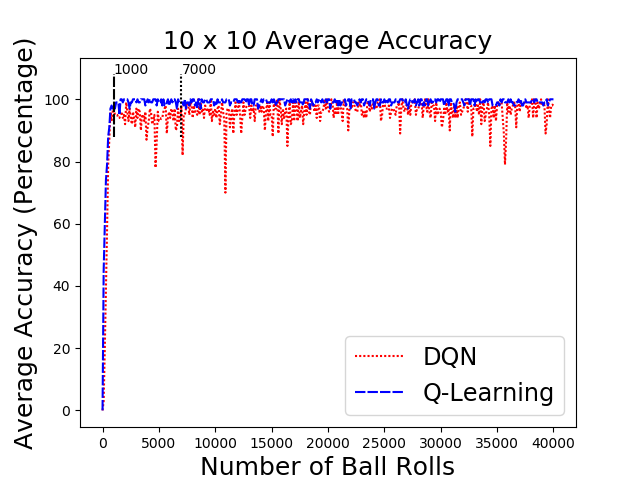 10 x 10 Average Accuracy
1000
7000
Average Accuracy (Perecentage)
100
80
60
40
20
0
DQN
Q-Learning
0 5000 10000 15000 20000 25000 30000 35000 40000
Number of Ball Rolls